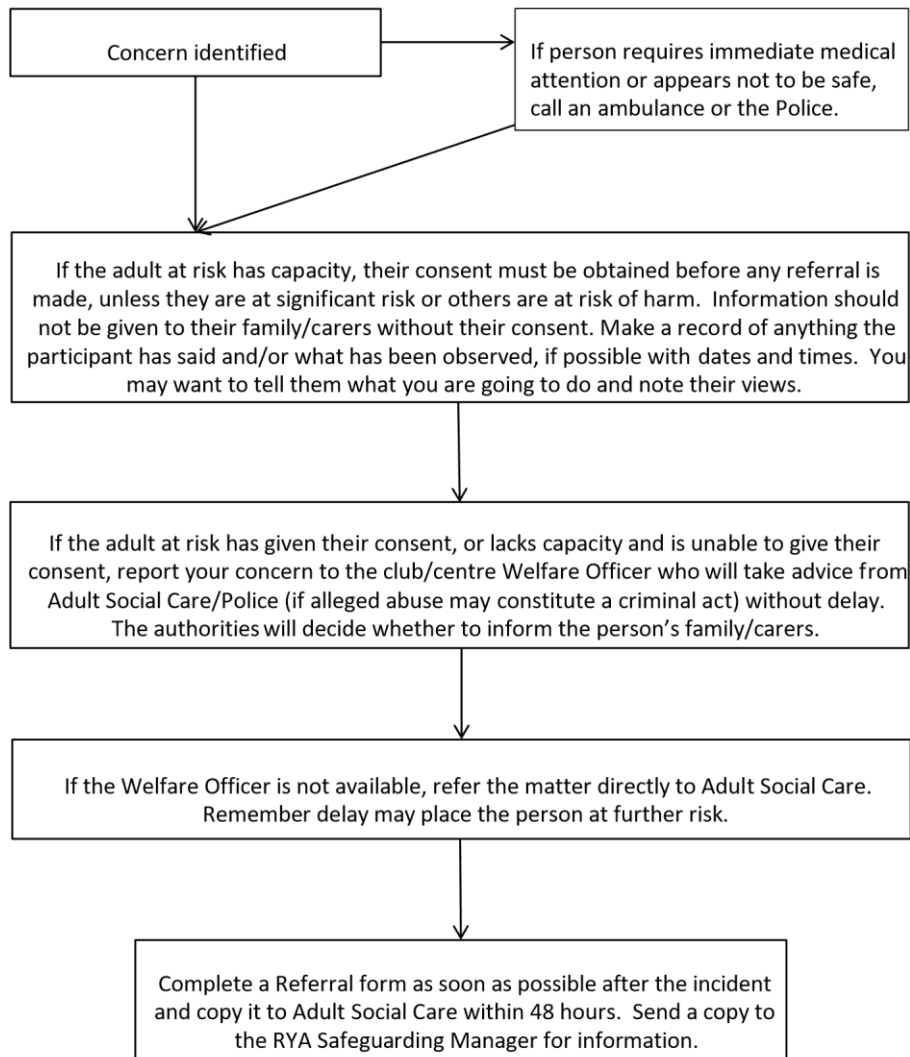 Concern identified
If person requires immediate medical
attention or appears not to be safe,
call an ambulance or the Police.
If the adult at risk has capacity, their consent must be obtained before any referral is
made, unless they are at significant risk or others are at risk of harm.  Information should
not be given to their family/carers without their consent. Make a record of anything the
participant has said and/or what has been observed, if possible with dates and times.  You
may want to tell them what you are going to do and note their views.
If the adult at risk has given their consent, or lacks capacity and is unable to give their
consent, report your concern to the club/centre Welfare Officer who will take advice from
Adult Social Care/Police (if alleged abuse may constitute a criminal act) without delay.
The authorities will decide whether to inform the person's family/carers.
If the Welfare Officer is not available, refer the matter directly to Adult Social Care.
Remember delay may place the person at further risk.
Complete a Referral form as soon as possible after the incident
and copy it to Adult Social Care within 48 hours.  Send a copy to
the RYA Safeguarding Manager for information.